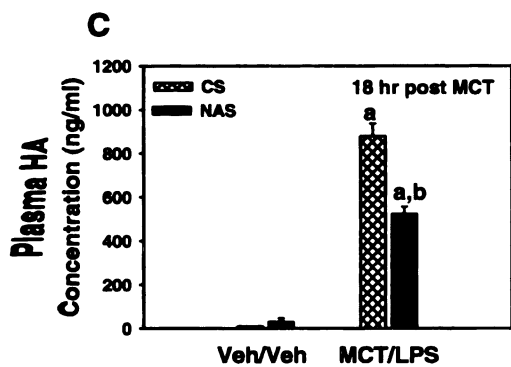 C
Plasma HA
Concentration (ng/ml)
1200
1000
800
600
400
200
0
CS
NAS
18 hr post MCT
a
a,b
Veh/Veh
MCT/LPS